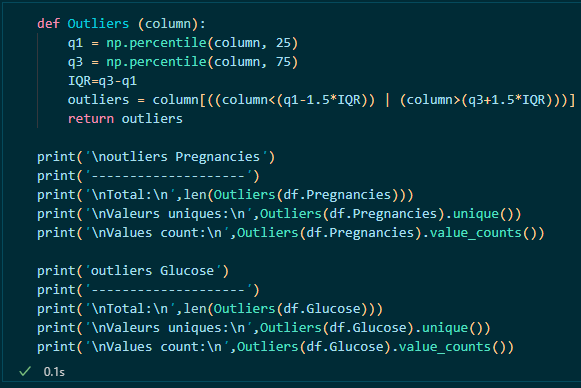 def Outliers (column):
    q1 = np.percentile(column, 25)
    q3 = np.percentile(column, 75)
    IQR=q3-q1
    outliers = column[((column<(q1-1.5*IQR)) | (column>(q3+1.5*IQR)))]
    return outliers

print('\noutliers Pregnancies')
print('--------------------')
print('\nTotal:\n',len(Outliers(df.Pregnancies)))
print('\nValeurs uniques:\n',Outliers(df.Pregnancies).unique())
print('\nValues count:\n',Outliers(df.Pregnancies).value_counts())

print('outliers Glucose')
print('--------------------')
print('\nTotal:\n',len(Outliers(df.Glucose)))
print('\nValeurs uniques:\n',Outliers(df.Glucose).unique())
print('\nValues count:\n',Outliers(df.Glucose).value_counts())
✓ 0.1s